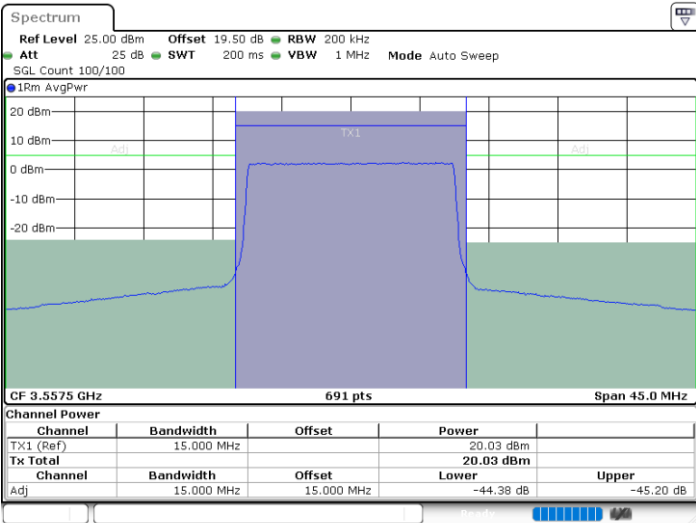 Spectrum
Ref Level 25.00 dBm Offset 19.50 dB RBW 200 kHz
Att 25 dB SWT 200 ms VBW 1 MHz Mode Auto Sweep
SGL Count 100/100
1Rm AvgPwr
20 dBm
TX1
10 dBm
Adj Adj
0 dBm
-10 dBm
-20 dBm
CF 3.5575 GHz 691 pts Span 45.0 MHz
Channel Power
Channel Bandwidth Offset Power
TX1 (Ref) 15.000 MHz 20.03 dBm
Tx Total 20.03 dBm
Channel Bandwidth Offset Lower Upper
Adj 15.000 MHz 15.000 MHz -44.38 dB -45.20 dB
Ready